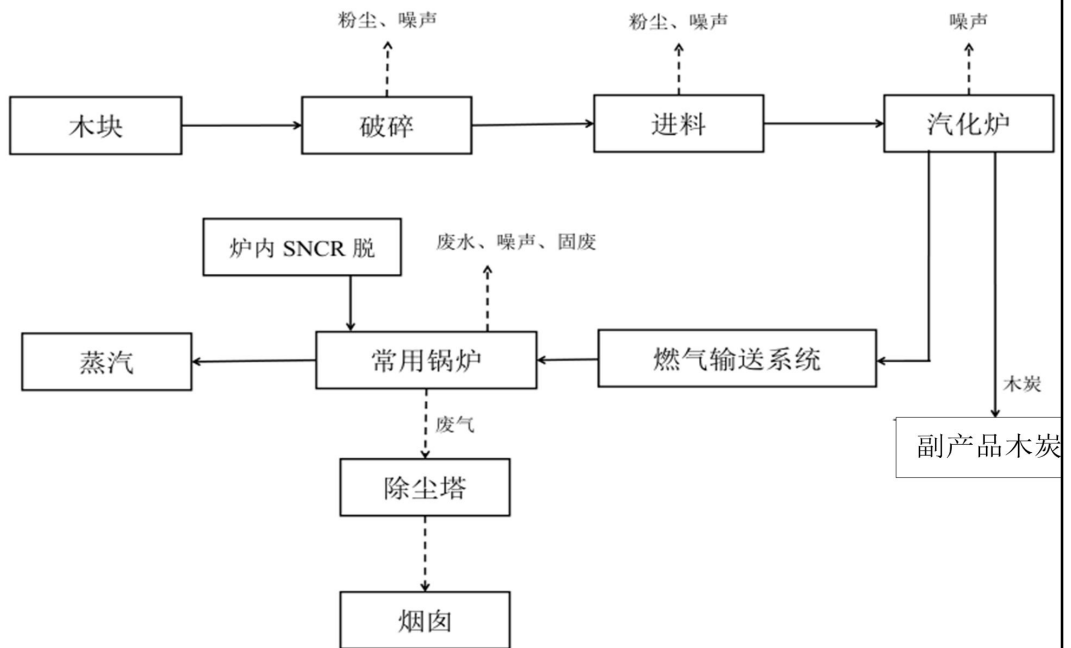 粉尘、噪声
粉尘、噪声
噪声
木块
破碎
进料
汽化炉
炉内 SNCR 脱
废水、噪声、固废
蒸汽
常用锅炉
燃气输送系统
木炭
废气
副产品木炭
除尘塔
烟囱